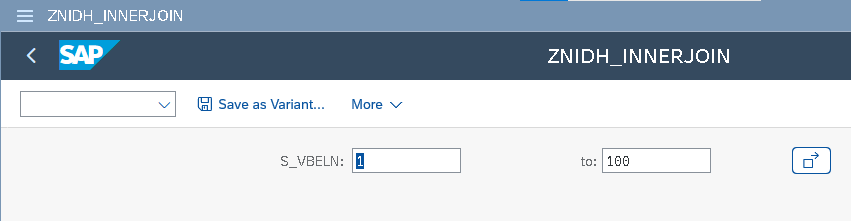 ZNIDH_INNERJOIN
SAP ZNIDH_INNERJOIN
Save as Variant... More
S_VBELN: 1 to: 100